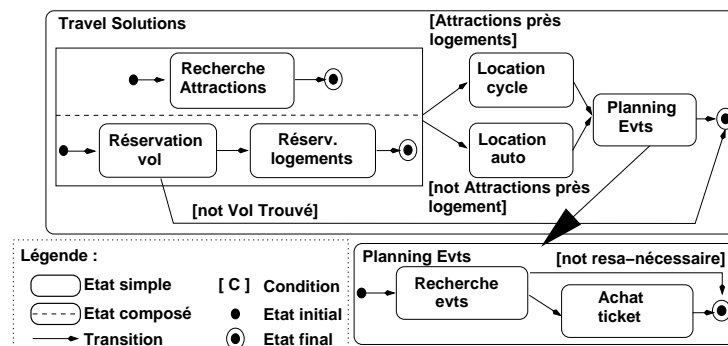 Travel Solutions
[Attractions près
logements]
Recherche
Attractions
Location
cycle
Planning
Evts
Réservation
vol
Réserv.
logements
Location
auto
[not Attractions près
logement]
[not Vol Trouvé]
Légende :
Etat simple
[ C ] Condition
Etat composé
Etat initial
Transition
Etat final
Planning Evts
[not resa–nécessaire]
Recherche
evts
Achat
ticket